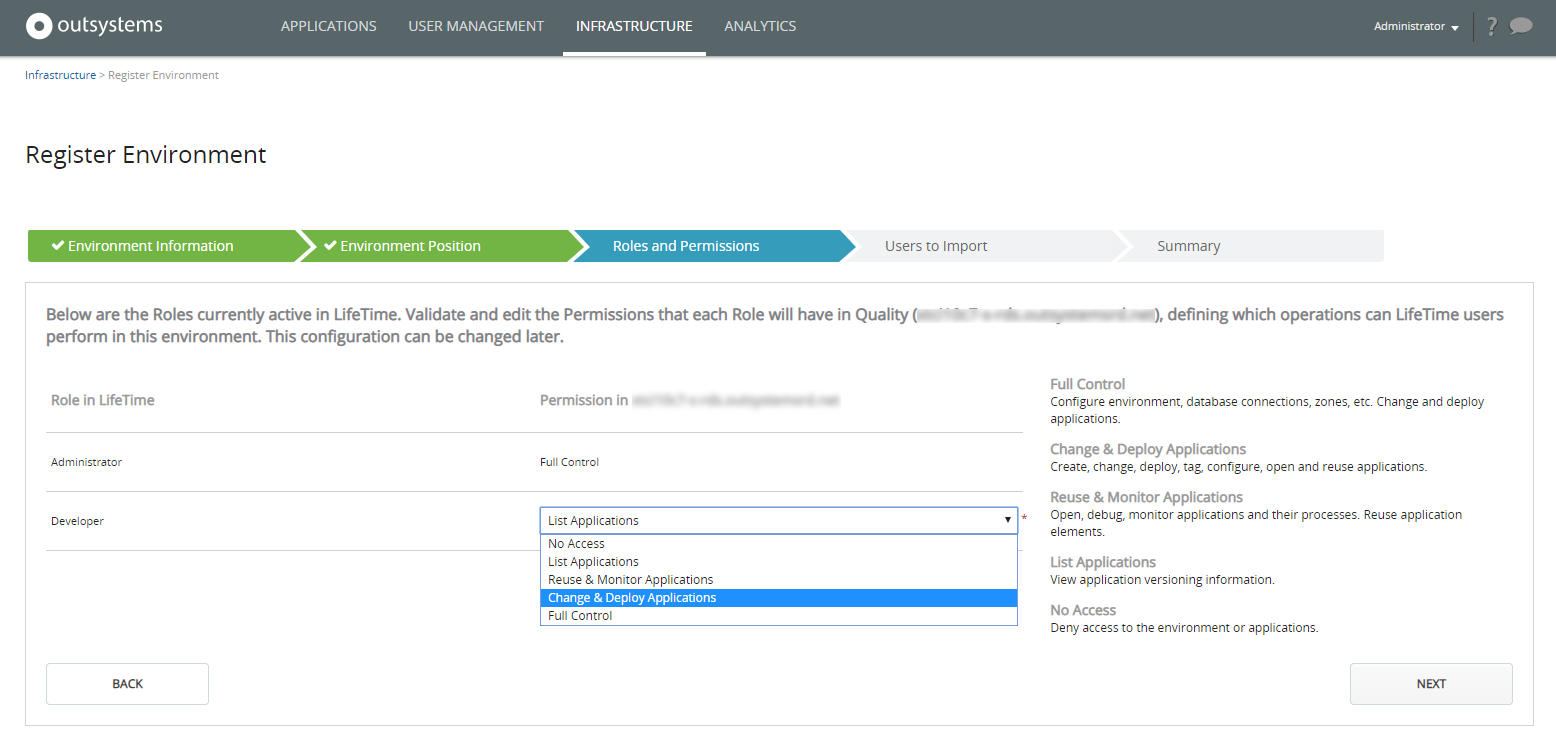 outsystems
APPLICATIONS
USER MANAGEMENT
INFRASTRUCTURE
ANALYTICS
Administrator
?
Infrastructure > Register Environment
Register Environment
Environment Information
Environment Position
Roles and Permissions
Users to Import
Summary
Below are the Roles currently active in LifeTime. Validate and edit the Permissions that each Role will have in Quality ( ), defining which operations can LifeTime users
perform in this environment. This configuration can be changed later.
Role in LifeTime
Permission in
Administrator
Full Control
Developer
List Applications
*
No Access
List Applications
Reuse & Monitor Applications
Change & Deploy Applications
Full Control
Full Control
Configure environment, database connections, zones, etc. Change and deploy
applications.
Change & Deploy Applications
Create, change, deploy, tag, configure, open and reuse applications.
Reuse & Monitor Applications
Open, debug, monitor applications and their processes. Reuse application
elements.
List Applications
View application versioning information.
No Access
Deny access to the environment or applications.
BACK
NEXT